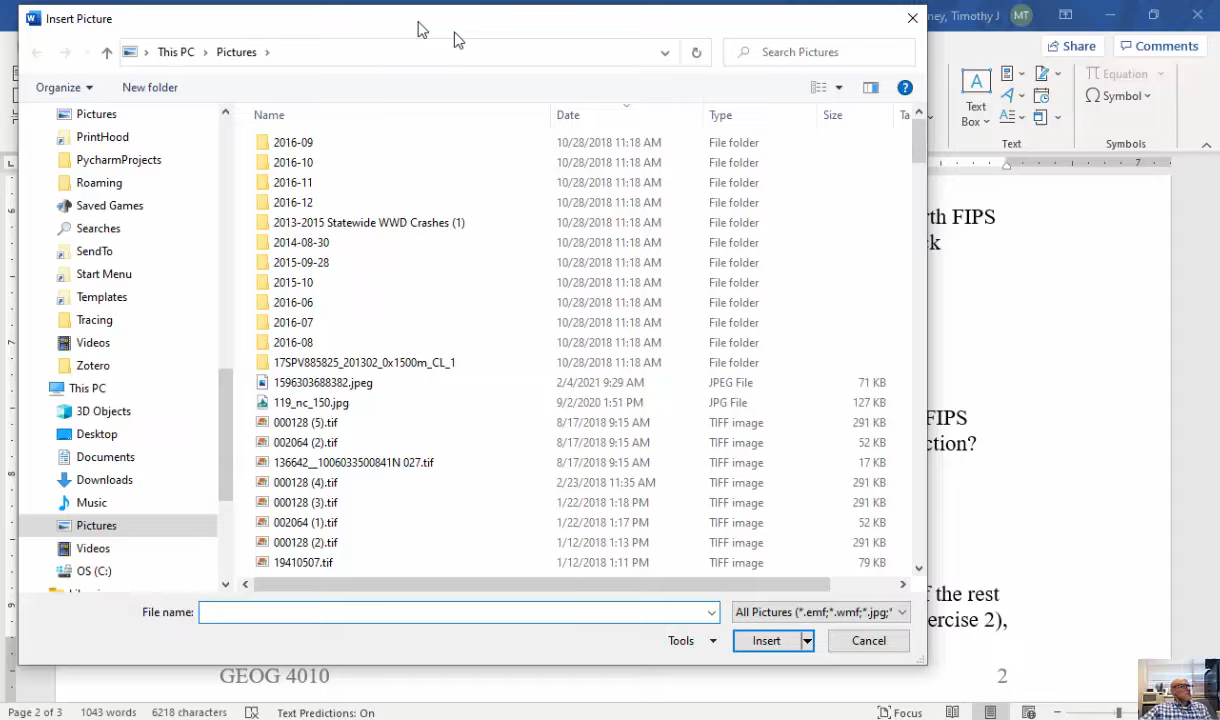 Insert Picture
ney, Timothy J MT
This PC Pictures
Search Pictures
Share Comments
Organize New folder
Text
Box
Equation
Symbol
Text Symbols
7
Pictures
PrintHood
PycharmProjects
Roaming
Saved Games
Searches
SendTo
Start Menu
Templates
Tracing
Videos
Zotero
This PC
3D Objects
Desktop
Documents
Downloads
Music
Pictures
Videos
OS (C:)
Name Date Type Size Ta
2016-09 10/28/2018 11:18 AM File folder
2016-10 10/28/2018 11:18 AM File folder
2016-11 10/28/2018 11:18 AM File folder
2016-12 10/28/2018 11:18 AM File folder
2013-2015 Statewide WWD Crashes (1) 10/28/2018 11:18 AM File folder
2014-08-30 10/28/2018 11:18 AM File folder
2015-09-28 10/28/2018 11:18 AM File folder
2015-10 10/28/2018 11:18 AM File folder
2016-06 10/28/2018 11:18 AM File folder
2016-07 10/28/2018 11:18 AM File folder
2016-08 10/28/2018 11:18 AM File folder
17SPV885825_201302_0x1500m_CL_1 10/28/2018 11:18 AM File folder
1596303688382.jpeg 2/4/2021 9:29 AM JPEG File 71 KB
119_nc_150.jpg 9/2/2020 1:51 PM JPG File 127 KB
000128 (5).tif 8/17/2018 9:15 AM TIFF image 291 KB
002064 (2).tif 8/17/2018 9:15 AM TIFF image 52 KB
136642__1006033500841N 027.tif 8/17/2018 9:15 AM TIFF image 17 KB
000128 (4).tif 2/23/2018 11:35 AM TIFF image 291 KB
000128 (3).tif 1/22/2018 1:18 PM TIFF image 291 KB
002064 (1).tif 1/22/2018 1:17 PM TIFF image 52 KB
000128 (2).tif 1/12/2018 1:13 PM TIFF image 291 KB
19410507.tif 1/12/2018 1:11 PM TIFF image 79 KB
File name: All Pictures (*.emf;*.wmf;*.jpg;*
Tools Insert Cancel
rth FIPS
ck
FIPS
ction?
f the rest
ercise 2),
GEOG 4010 2
Page 2 of 3 1043 words 6218 characters Text Predictions: On Focus